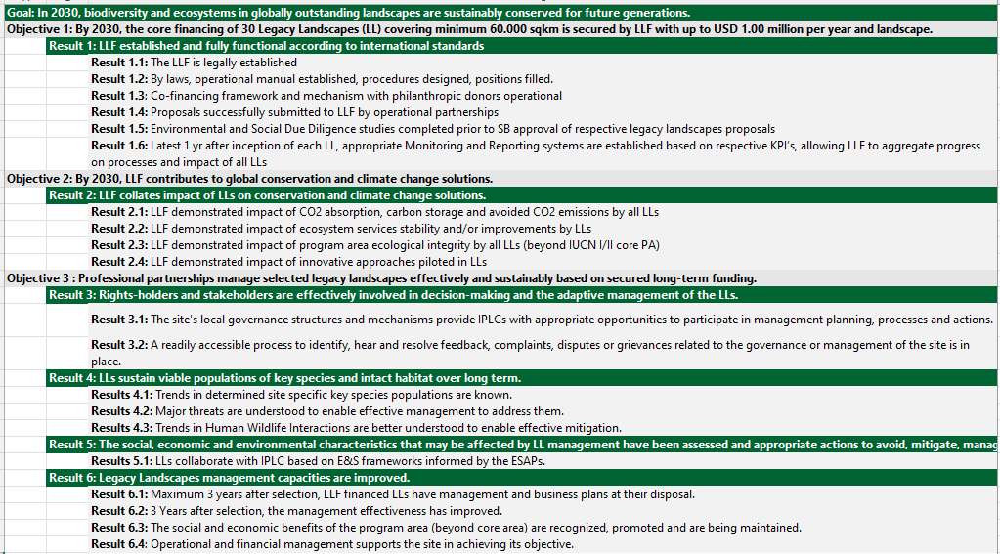 Goal: In 2030, biodiversity and ecosystems in globally outstanding landscapes are sustainably conserved for future generations.
Objective 1: By 2030, the core financing of 30 Legacy Landscapes (LL) covering minimum 60.000 sqkm is secured by LLF with up to USD 1.00 million per year and landscape.
Result 1: LLF established and fully functional according to international standards
Result 1.1: The LLF is legally established
Result 1.2: By laws, operational manual established, procedures designed, positions filled.
Result 1.3: Co-financing framework and mechanism with philanthropic donors operational
Result 1.4: Proposals successfully submitted to LLF by operational partnerships
Result 1.5: Environmental and Social Due Diligence studies completed prior to SB approval of respective legacy landscapes proposals
Result 1.6: Latest 1 yr after inception of each LL, appropriate Monitoring and Reporting systems are established based on respective KPI's, allowing LLF to aggregate progress
on processes and impact of all LLs
Objective 2: By 2030, LLF contributes to global conservation and climate change solutions.
Result 2: LLF collates impact of LLs on conservation and climate change solutions.
Result 2.1: LLF demonstrated impact of CO2 absorption, carbon storage and avoided CO2 emissions by all LLs
Result 2.2: LLF demonstrated impact of ecosystem services stability and/or improvements by LLs
Result 2.3: LLF demonstrated impact of program area ecological integrity by all LLs (beyond IUCN I/II core PA)
Result 2.4: LLF demonstrated impact of innovative approaches piloted in LLs
Objective 3 : Professional partnerships manage selected legacy landscapes effectively and sustainably based on secured long-term funding.
Result 3: Rights-holders and stakeholders are effectively involved in decision-making and the adaptive management of the LLs.
Result 3.1: The site's local governance structures and mechanisms provide IPLCs with appropriate opportunities to participate in management planning, processes and actions.
Result 3.2: A readily accessible process to identify, hear and resolve feedback, complaints, disputes or grievances related to the governance or management of the site is in
place.
Result 4: LLs sustain viable populations of key species and intact habitat over long term.
Results 4.1: Trends in determined site specific key species populations are known.
Results 4.2: Major threats are understood to enable effective management to address them.
Results 4.3: Trends in Human Wildlife Interactions are better understood to enable effective mitigation.
Result 5: The social, economic and environmental characteristics that may be affected by LL management have been assessed and appropriate actions to avoid, mitigate, manag
Results 5.1: LLs collaborate with IPLC based on E&S frameworks informed by the ESAPs.
Result 6: Legacy Landscapes management capacities are improved.
Result 6.1: Maximum 3 years after selection, LLF financed LLs have management and business plans at their disposal.
Result 6.2: 3 Years after selection, the management effectiveness has improved.
Result 6.3: The social and economic benefits of the program area (beyond core area) are recognized, promoted and are being maintained.
Result 6.4: Operational and financial management supports the site in achieving its objective.